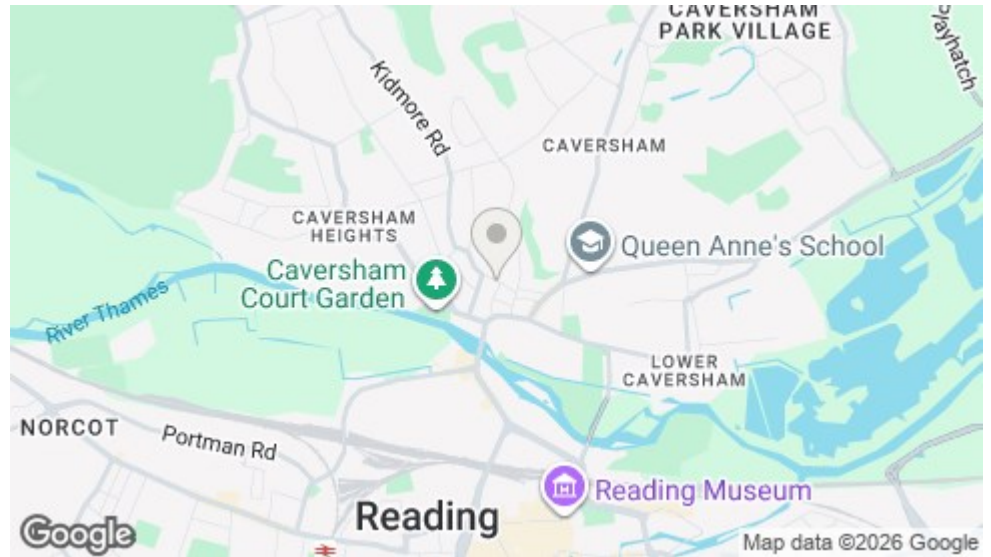 CAVERSHAM
PARK VILLAGE
Kidmore Rd
CAVERSHAM
CAVERSHAM
HEIGHTS
Queen Anne's School
Caversham
Court Garden
River Thames
LOWER
CAVERSHAM
NORCOT
Portman Rd
Reading Museum
Reading
Google
Map data ©2026 Google